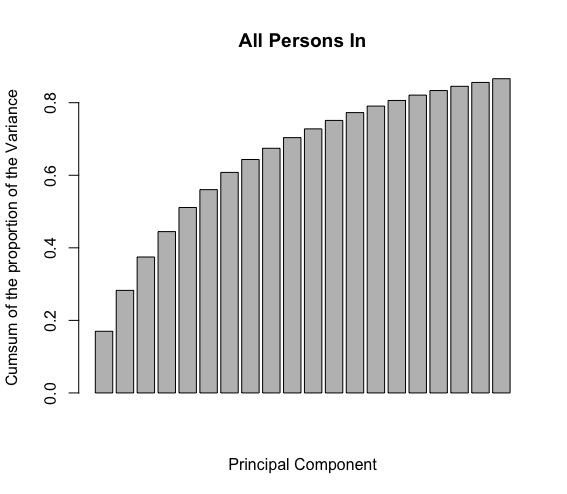 All Persons In
Cumsum of the proportion of the Variance
0.8
0.6
0.4
0.2
0.0
Principal Component